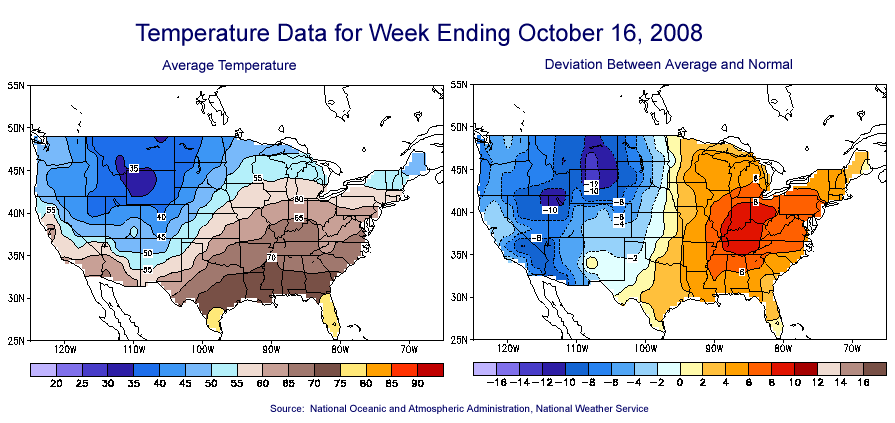 Temperature Data for Week Ending October 16, 2008
Average Temperature
Deviation Between Average and Normal
55N
50N
45N
40N
35N
30N
25N
120W 110W 100W 90W 80W 70W
35
55
40
45
50
55
55
60
65
70
20 25 30 35 40 45 50 55 60 65 70 75 80 85 90
55N
50N
45N
40N
35N
30N
25N
120W 110W 100W 90W 80W 70W
-10
-10
-8
-8
-4
-2
6
8
6
-16 -14 -12 -10 -8 -6 -4 -2 0 2 4 6 8 10 12 14 16
Source: National Oceanic and Atmospheric Administration, National Weather Service